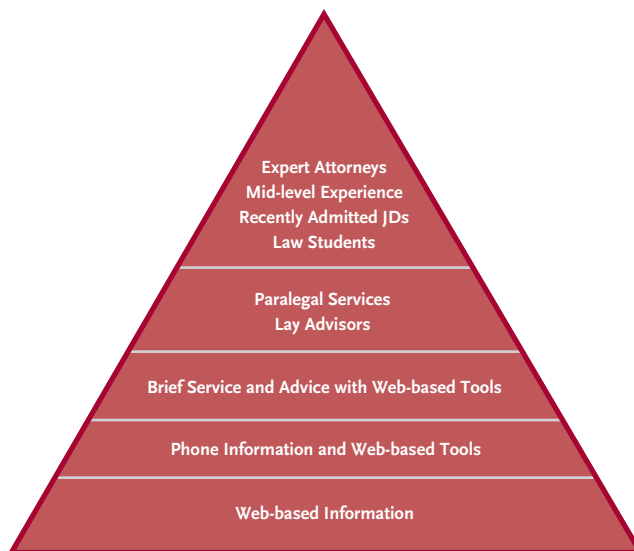 Expert Attorneys
Mid-level Experience
Recently Admitted JDs
Law Students
Paralegal Services
Lay Advisors
Brief Service and Advice with Web-based Tools
Phone Information and Web-based Tools
Web-based Information